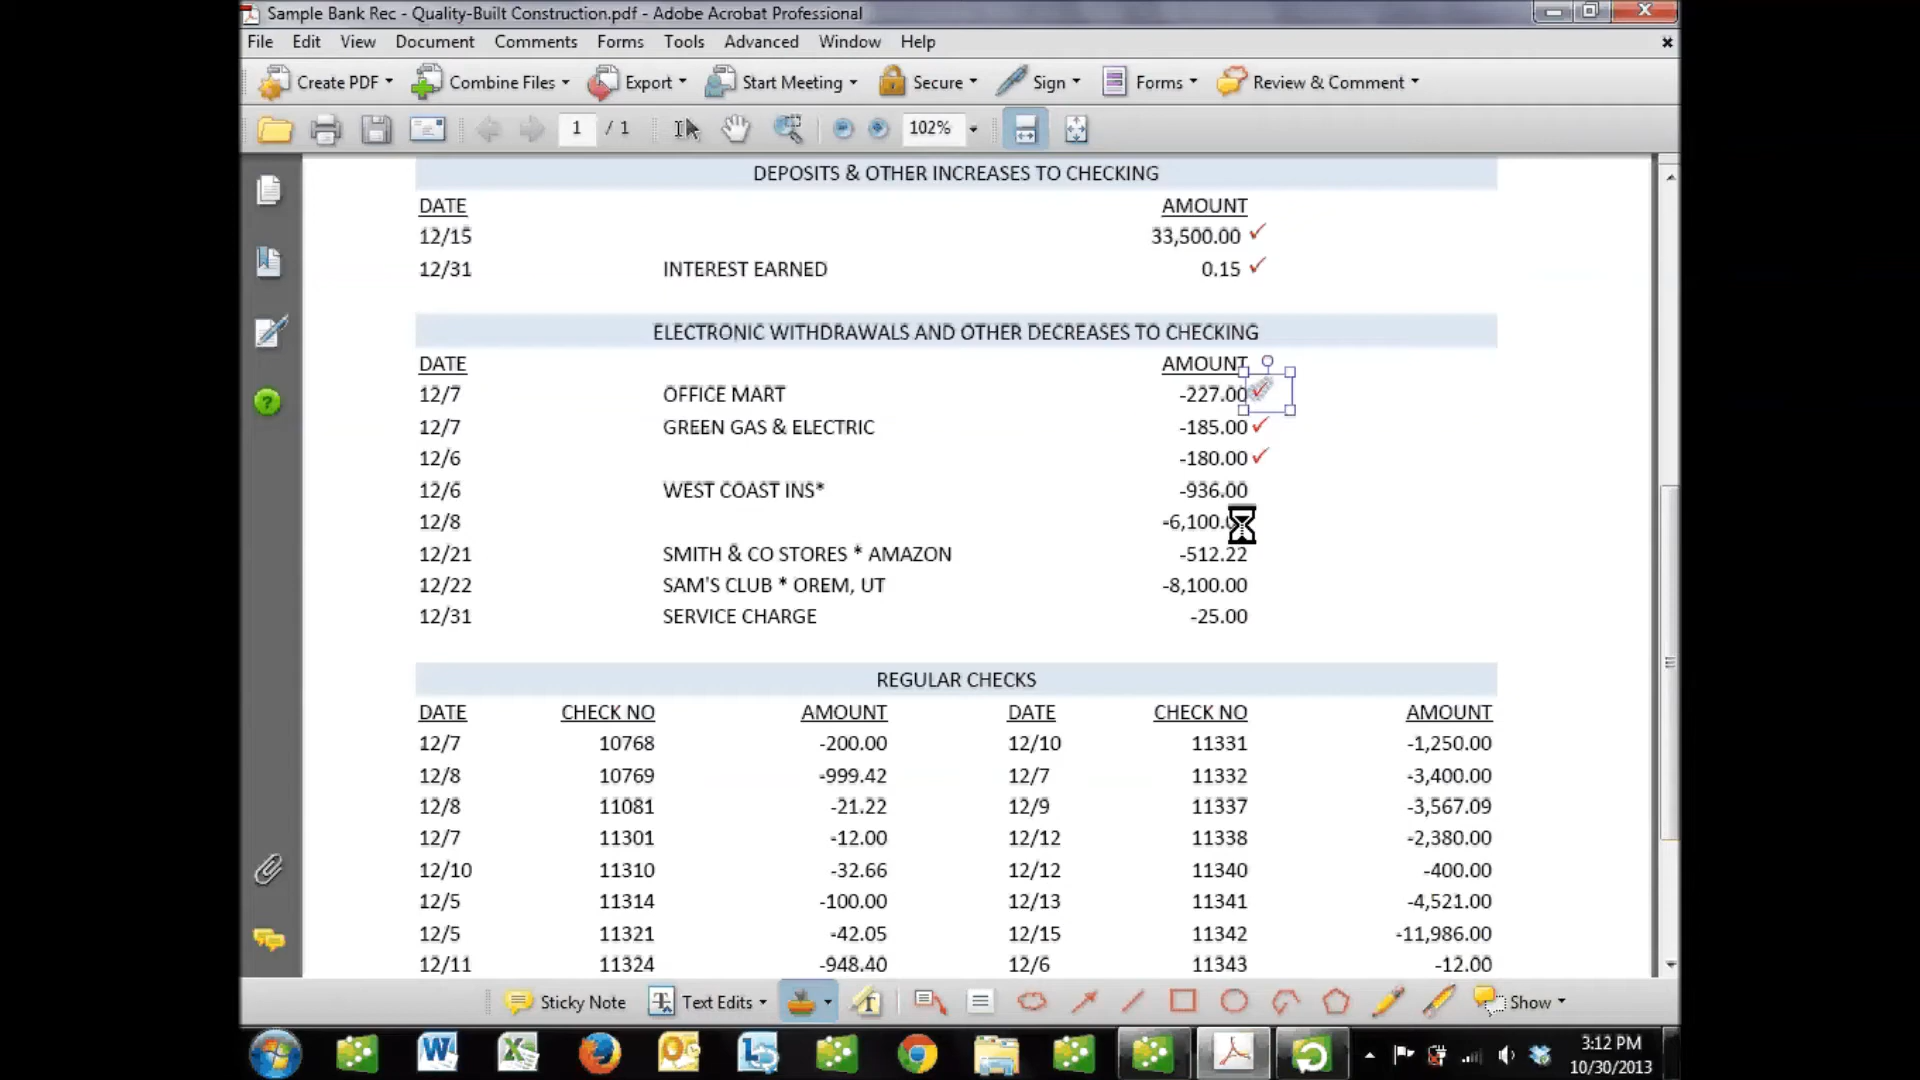 Sample Bank Rec - Quality-Built Construction.pdf - Adobe Acrobat Professional
File Edit View Document Comments Forms Tools Advanced Window Help
Create PDF Combine Files Export Start Meeting Secure Sign Forms Review & Comment
1 / 1 102%
DEPOSITS & OTHER INCREASES TO CHECKING
DATE AMOUNT
12/15 33,500.00
12/31 INTEREST EARNED 0.15
ELECTRONIC WITHDRAWALS AND OTHER DECREASES TO CHECKING
DATE AMOUNT
12/7 OFFICE MART -227.00
12/7 GREEN GAS & ELECTRIC -185.00
12/6 -180.00
12/6 WEST COAST INS* -936.00
12/8
12/21 SMITH & CO STORES * AMAZON -512.22
12/22 SAM'S CLUB * OREM, UT -8,100.00
12/31 SERVICE CHARGE -25.00
REGULAR CHECKS
DATE CHECK NO AMOUNT DATE CHECK NO AMOUNT
12/7 10768 -200.00 12/10 11331 -1,250.00
12/8 10769 -999.42 12/7 11332 -3,400.00
12/8 11081 -21.22 12/9 11337 -3,567.09
12/7 11301 -12.00 12/12 11338 -2,380.00
12/10 11310 -32.66 12/12 11340 -400.00
12/5 11314 -100.00 12/13 11341 -4,521.00
12/5 11321 -42.05 12/15 11342 -11,986.00
12/11 11324 -948.40 12/6 11343 -12.00
Sticky Note Text Edits Show
3:12 PM
10/30/2013